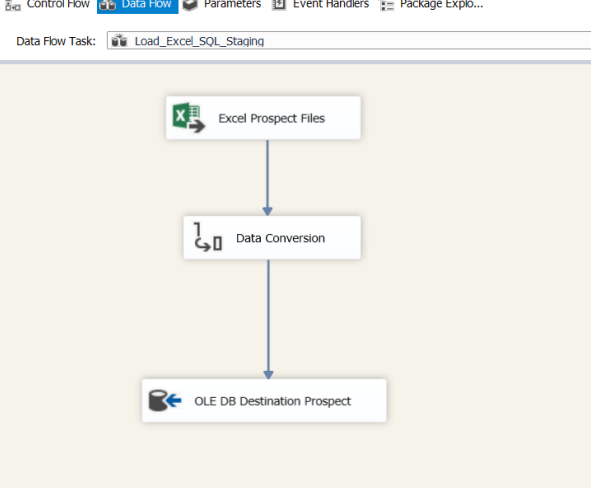 Control Flow Data Flow Parameters Event Handlers Package Explo...
Data Flow Task: Load_Excel_SQL_Staging
Excel Prospect Files
Data Conversion
OLE DB Destination Prospect